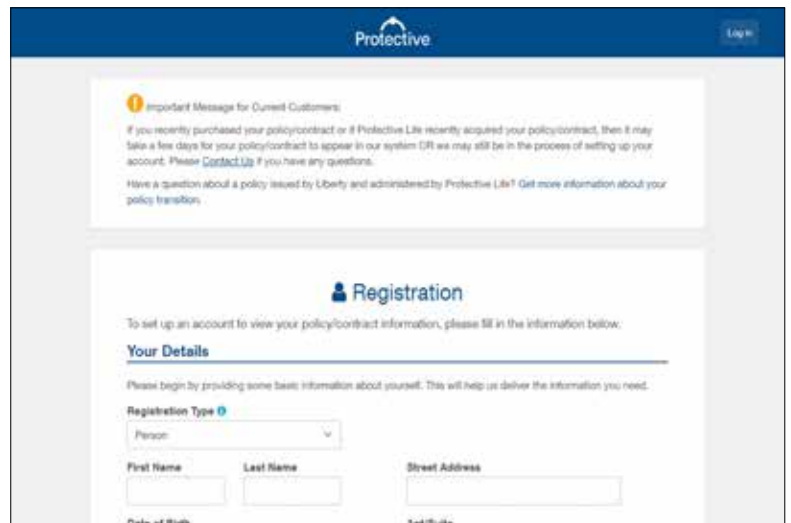 Protective
Log In
Important Message for Current Customers:
If you recently purchased your policy/contract or if Protective Life recently acquired your policy/contract, then it may
take a few days for your policy/contract to appear in our system OR we may still be in the process of setting up your
account. Please Contact Us if you have any questions.
Have a question about a policy issued by Liberty and administered by Protective Life? Get more information about your
policy transition.
Registration
To set up an account to view your policy/contract information, please fill in the information below.
Your Details
Please begin by providing some basic information about yourself. This will help us deliver the information you need.
Registration Type
Person
First Name Last Name Street Address
Date of Birth Apt/Suite